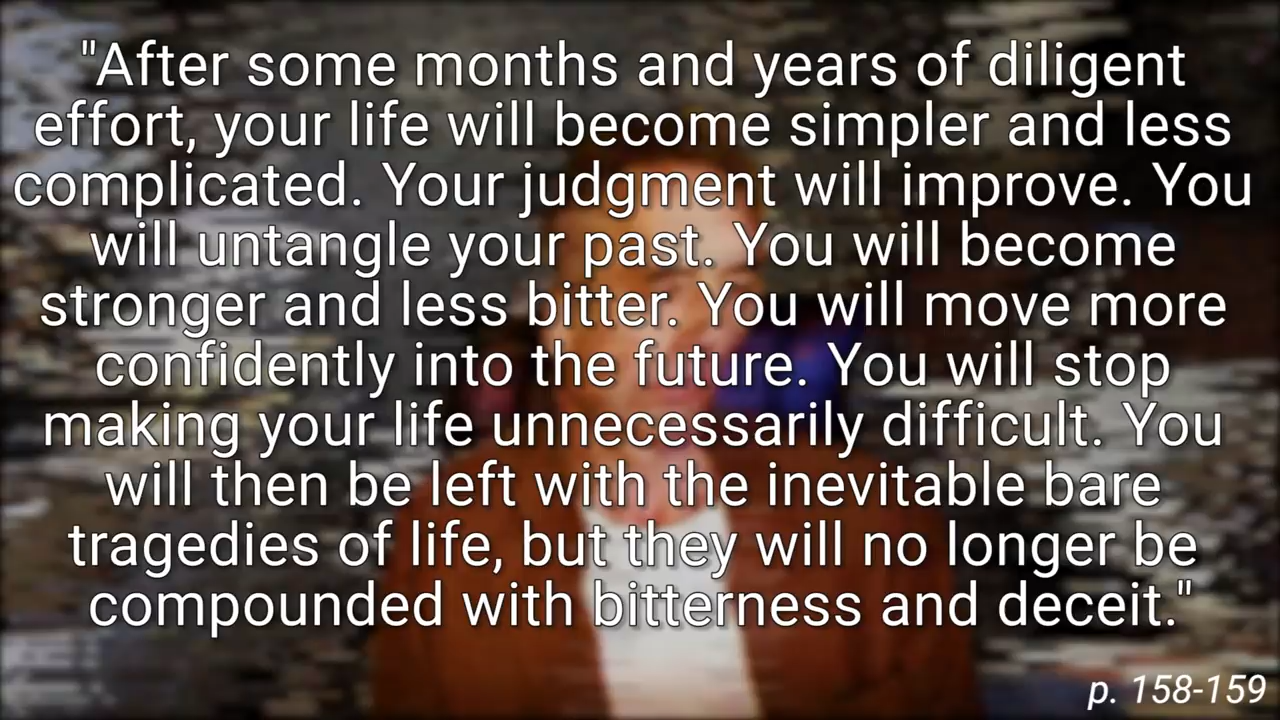 "After some months and years of diligent
effort, your life will become simpler and less
complicated. Your judgment will improve. You
will untangle your past. You will become
stronger and less bitter. You will move more
confidently into the future. You will stop
making your life unnecessarily difficult. You
will then be left with the inevitable bare
tragedies of life, but they will no longer be
compounded with bitterness and deceit."
p. 158-159